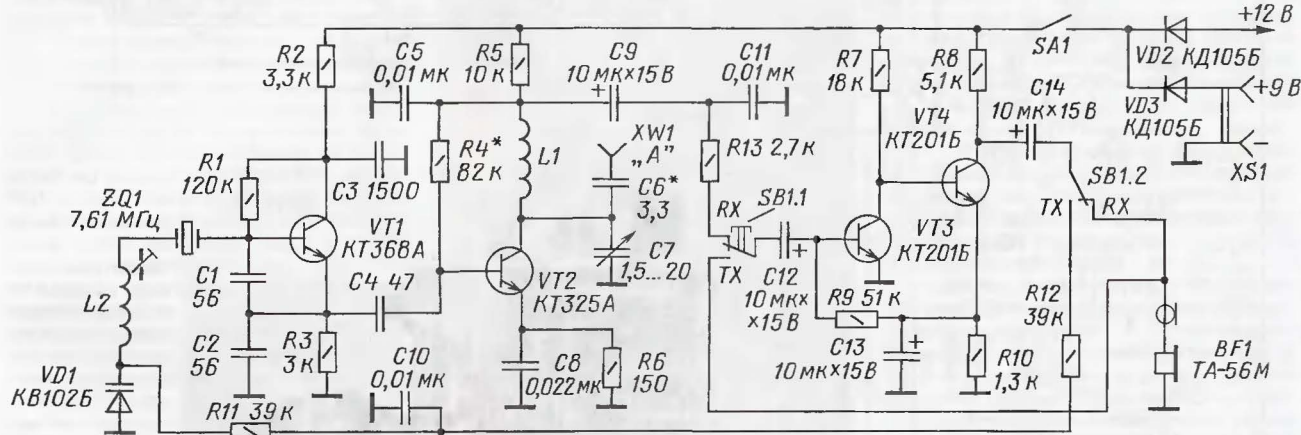 R2
3,3к
C5
0,01 мк
R5
10 к
C9
10 мк×15В
+
C11
0,01 мк
R7
18 к
R8
5,1 к
SA1
+12 В
VD2 КД105Б
VD3
КД105Б
+9 В
XS1
C14
10 мк×15 В
+
VT4
КТ201Б
R1
120 к
ZQ1
7,61 МГц
C3 1500
R4*
82 к
L1
XW1
„А"
C6*
3,3
R13 2,7 к
SB1.1
RX
TX
SB1.2
TX
RX
VT1
КТ368А
C7
1,5...20
VT3
КТ201Б
L2
C1
56
C4 47
VT2
КТ325А
C12
10 мк×
×15 В
+
R9 51 к
R12
39к
C2
56
R3
3 к
C10
0,01 мк
C8
0,022 мк
R6
150
C13
10 мк×15В
+
R10
1,3 к
BF1
ТА-56М
VD1
КВ102Б
R11 39 к